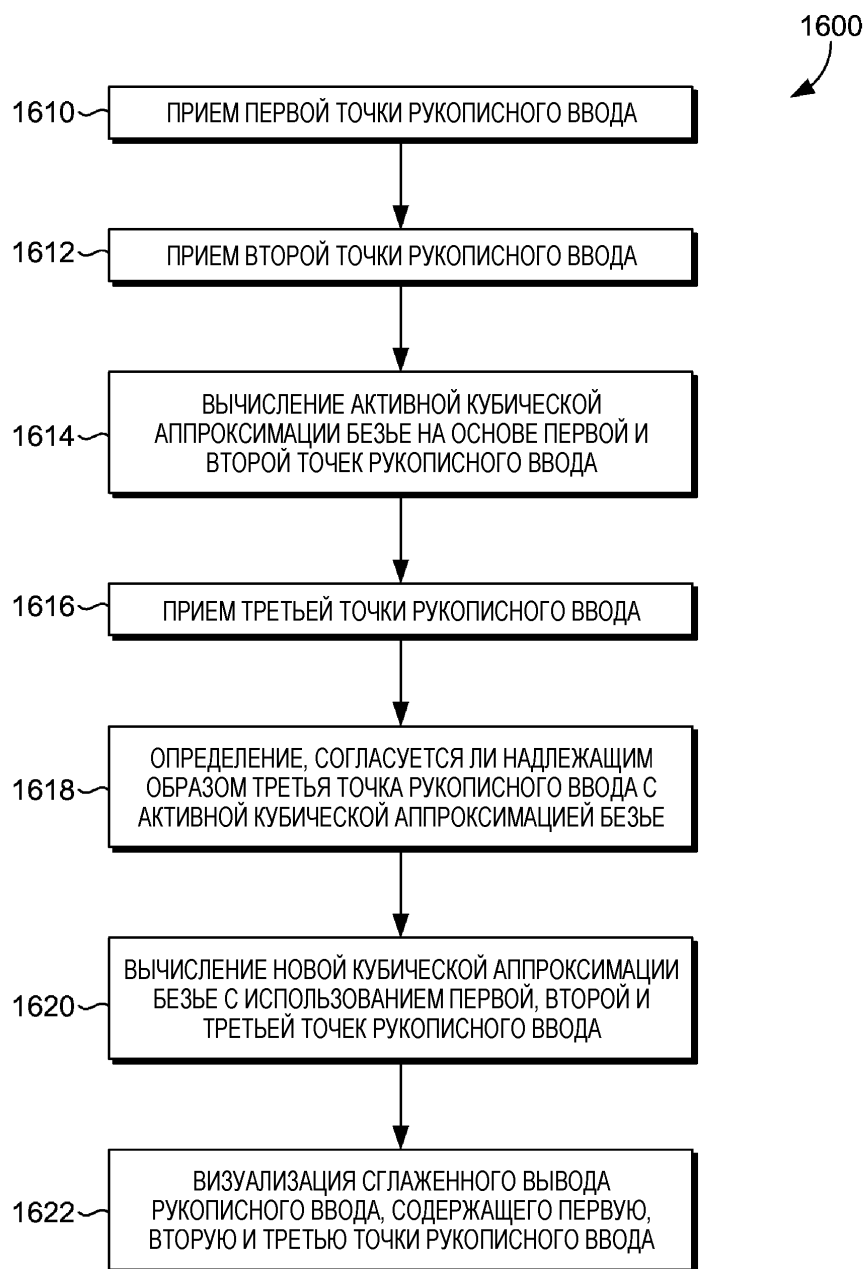 1600
1610
ПРИЕМ ПЕРВОЙ ТОЧКИ РУКОПИСНОГО ВВОДА
1612
ПРИЕМ ВТОРОЙ ТОЧКИ РУКОПИСНОГО ВВОДА
1614
ВЫЧИСЛЕНИЕ АКТИВНОЙ КУБИЧЕСКОЙ
АППРОКСИМАЦИИ БЕЗЬЕ НА ОСНОВЕ ПЕРВОЙ И
ВТОРОЙ ТОЧЕК РУКОПИСНОГО ВВОДА
1616
ПРИЕМ ТРЕТЬЕЙ ТОЧКИ РУКОПИСНОГО ВВОДА
1618
ОПРЕДЕЛЕНИЕ, СОГЛАСУЕТСЯ ЛИ НАДЛЕЖАЩИМ
ОБРАЗОМ ТРЕТЬЯ ТОЧКА РУКОПИСНОГО ВВОДА С
АКТИВНОЙ КУБИЧЕСКОЙ АППРОКСИМАЦИЕЙ БЕЗЬЕ
1620
ВЫЧИСЛЕНИЕ НОВОЙ КУБИЧЕСКОЙ АППРОКСИМАЦИИ
БЕЗЬЕ С ИСПОЛЬЗОВАНИЕМ ПЕРВОЙ, ВТОРОЙ И
ТРЕТЬЕЙ ТОЧЕК РУКОПИСНОГО ВВОДА
1622
ВИЗУАЛИЗАЦИЯ СГЛАЖЕННОГО ВЫВОДА
РУКОПИСНОГО ВВОДА, СОДЕРЖАЩЕГО ПЕРВУЮ,
ВТОРУЮ И ТРЕТЬЮ ТОЧКИ РУКОПИСНОГО ВВОДА